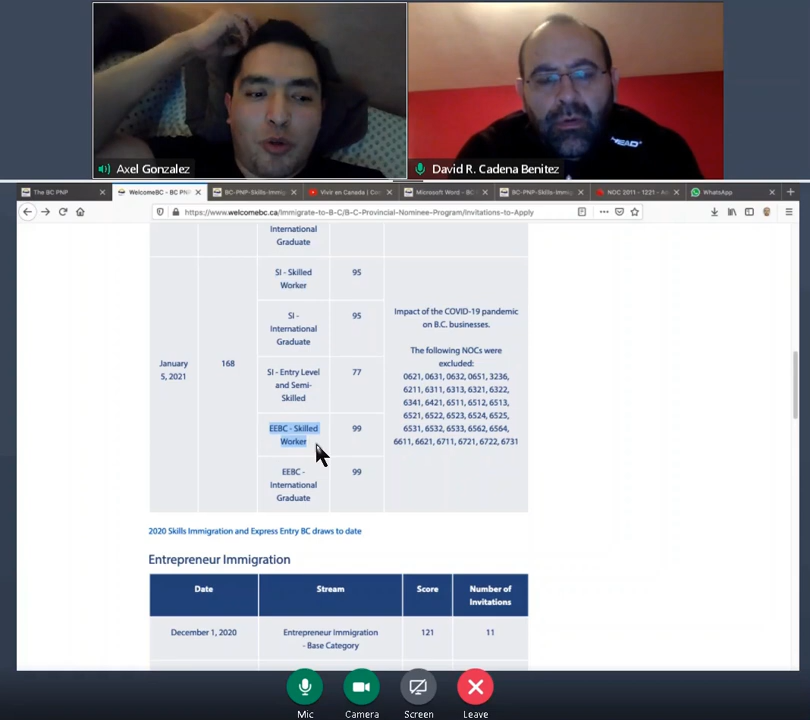 EAD
Axel Gonzalez
David R. Cadena Benitez
The BC PNP
WelcomeBC - BC PN
BC-PNP-Skills-Immig
Vivir en Canada | Co
Microsoft Word - BC
BC-PNP-Skills-Immig
NOC 2011 - 1221 - A
WhatsApp
https://www.welcomebc.ca/Immigrate-to-B-C/B-C-Provincial-Nominee-Program/Invitations-to-Apply
International
Graduate
January
5, 2021
168
SI - Skilled
Worker
95
SI -
International
Graduate
95
SI - Entry Level
and Semi-
Skilled
77
EEBC - Skilled
Worker
99
EEBC -
International
Graduate
99
Impact of the COVID-19 pandemic
on B.C. businesses.
The following NOCs were
excluded:
0621, 0631, 0632, 0651, 3236,
6211, 6311, 6313, 6321, 6322,
6341, 6421, 6511, 6512, 6513,
6521, 6522, 6523, 6524, 6525,
6531, 6532, 6533, 6562, 6564,
6611, 6621, 6711, 6721, 6722, 6731
2020 Skills Immigration and Express Entry BC draws to date
Entrepreneur Immigration
Date
Stream
Score
Number of
Invitations
December 1, 2020
Entrepreneur Immigration
- Base Category
121
11
Mic
Camera
Screen
Leave